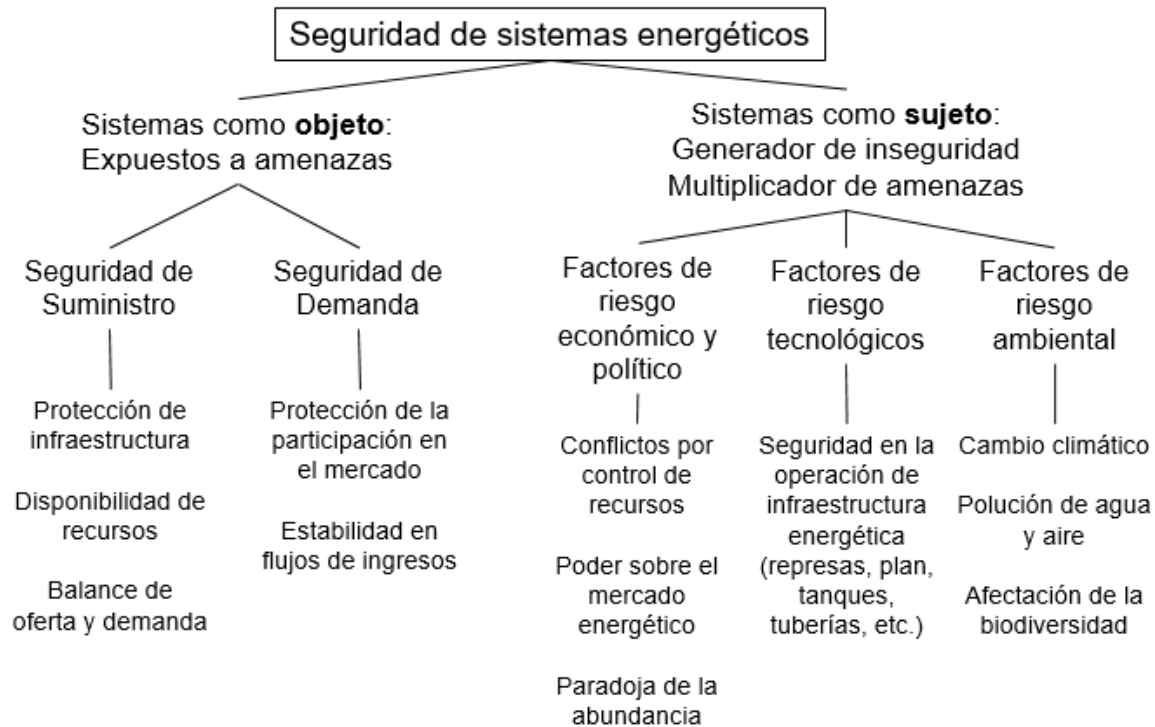 Seguridad de sistemas energéticos
Sistemas como objeto:
Expuestos a amenazas
Sistemas como sujeto:
Generador de inseguridad
Multiplicador de amenazas
Seguridad de
Suministro
Seguridad de
Demanda
Factores de
riesgo
económico y
político
Factores de
riesgo
tecnológicos
Factores de
riesgo
ambiental
Protección de
infraestructura
Disponibilidad de
recursos
Balance de
oferta y demanda
Protección de la
participación en
el mercado
Estabilidad en
flujos de ingresos
Conflictos por
control de
recursos
Poder sobre el
mercado
energético
Paradoja de la
abundancia
Seguridad en la
operación de
infraestructura
energética
(represas, plan,
tanques,
tuberías, etc.)
Cambio climático
Polución de agua
y aire
Afectación de la
biodiversidad